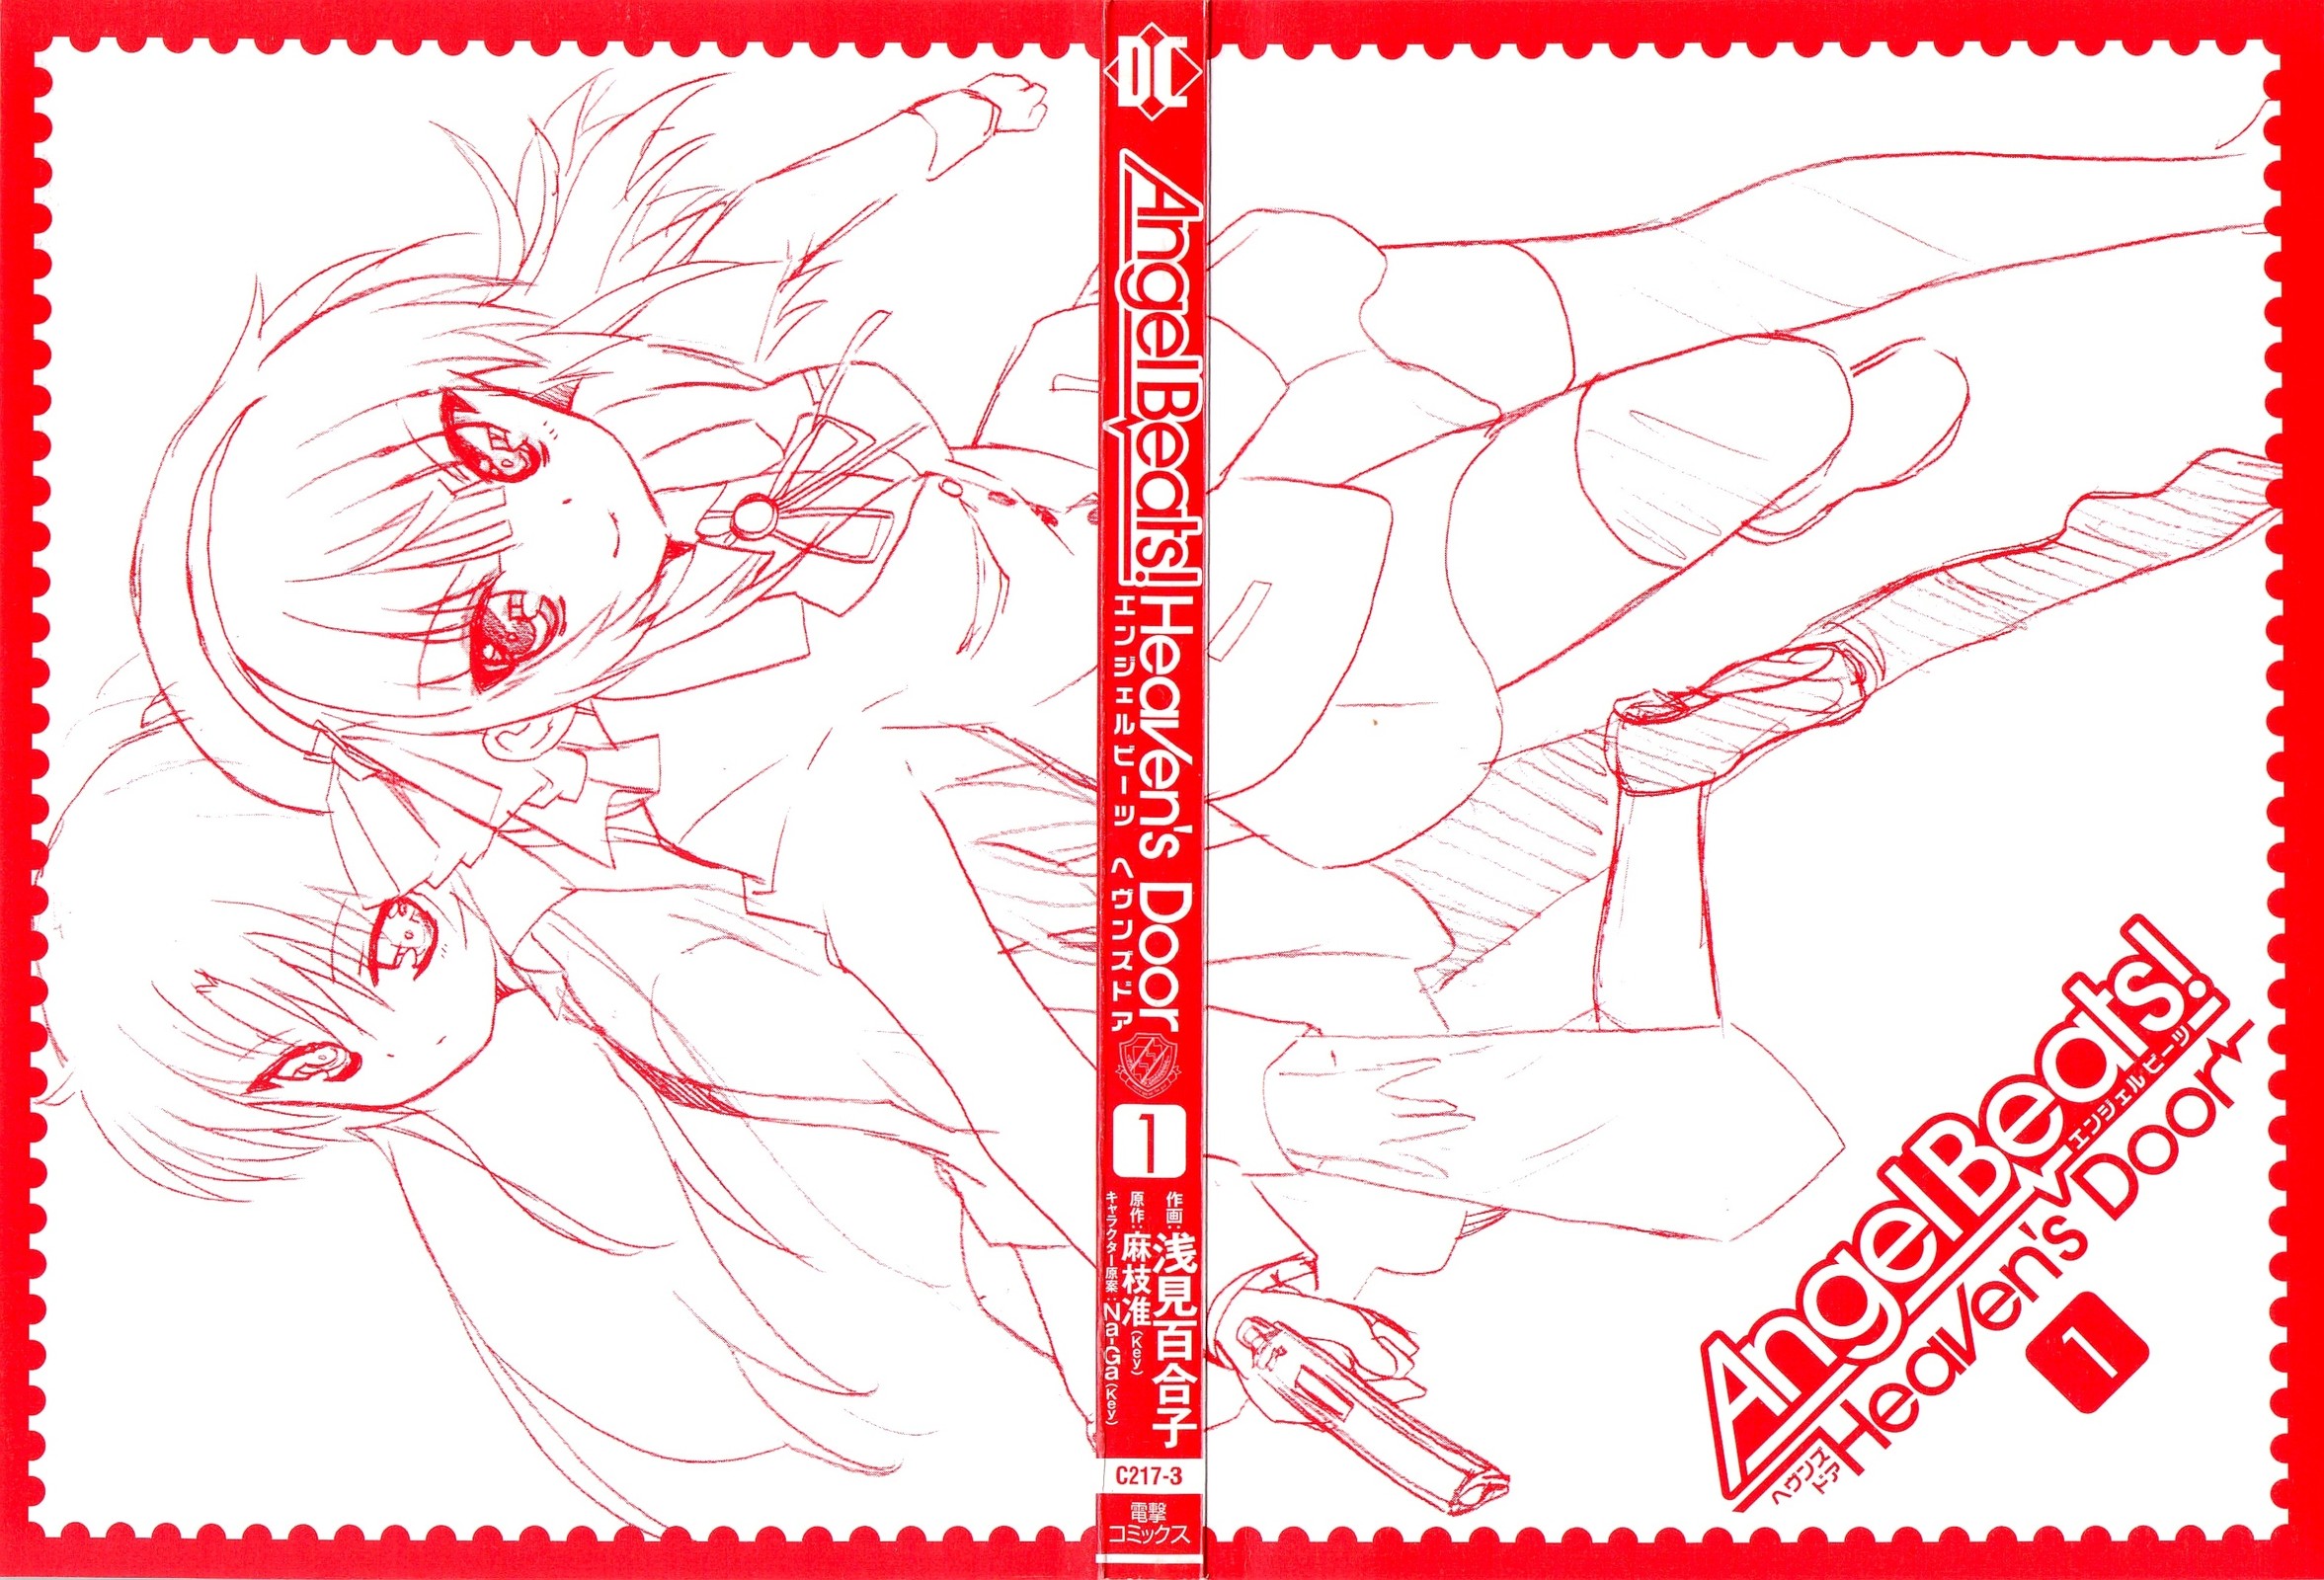 DC
Angel Beats! Heaven's Door
エンジェルビーツ ヘヴンズドア
1
作画:浅見百合子
原作:麻枝准(Key)
キャラクター原案:Na-Ga(Key)
C217-3
電撃
コミックス
Angel Beats!
エンジェルビーツ
Heaven's Door
ヘヴンズ
ドア
1